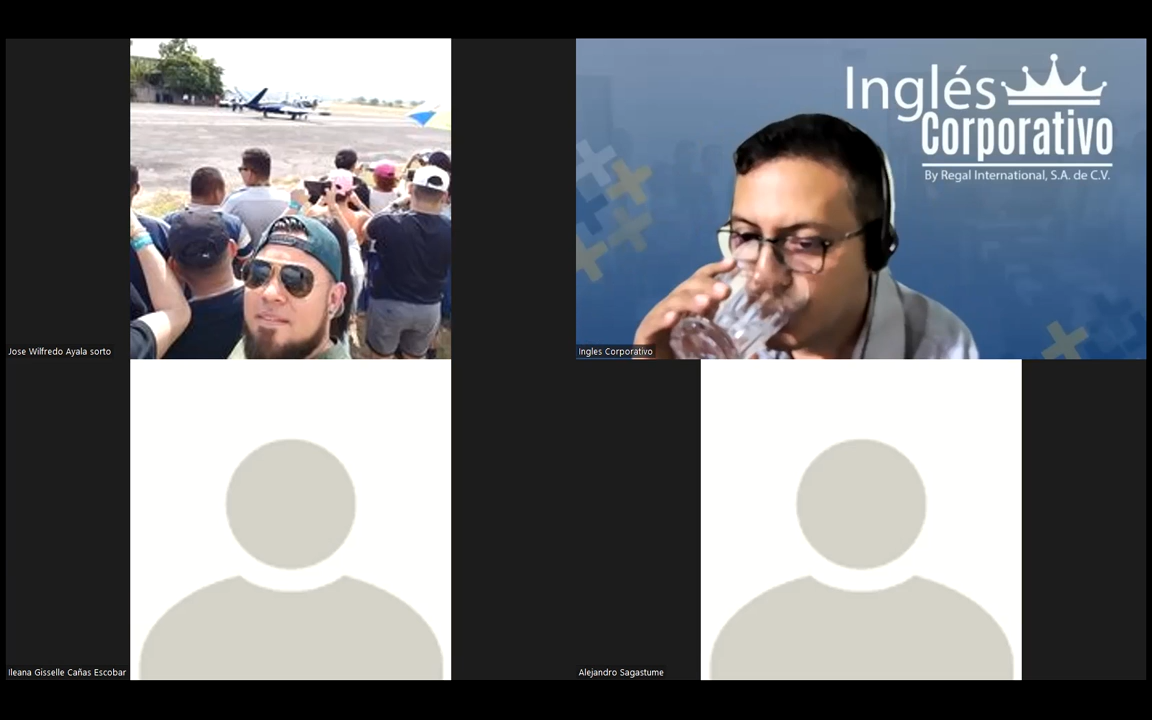 Inglés
Corporativo
By Regal International, S.A. de C.V.
Jose Wilfredo Ayala sorto
Ingles Corporativo
Ileana Gisselle Cañas Escobar
Alejandro Sagastume